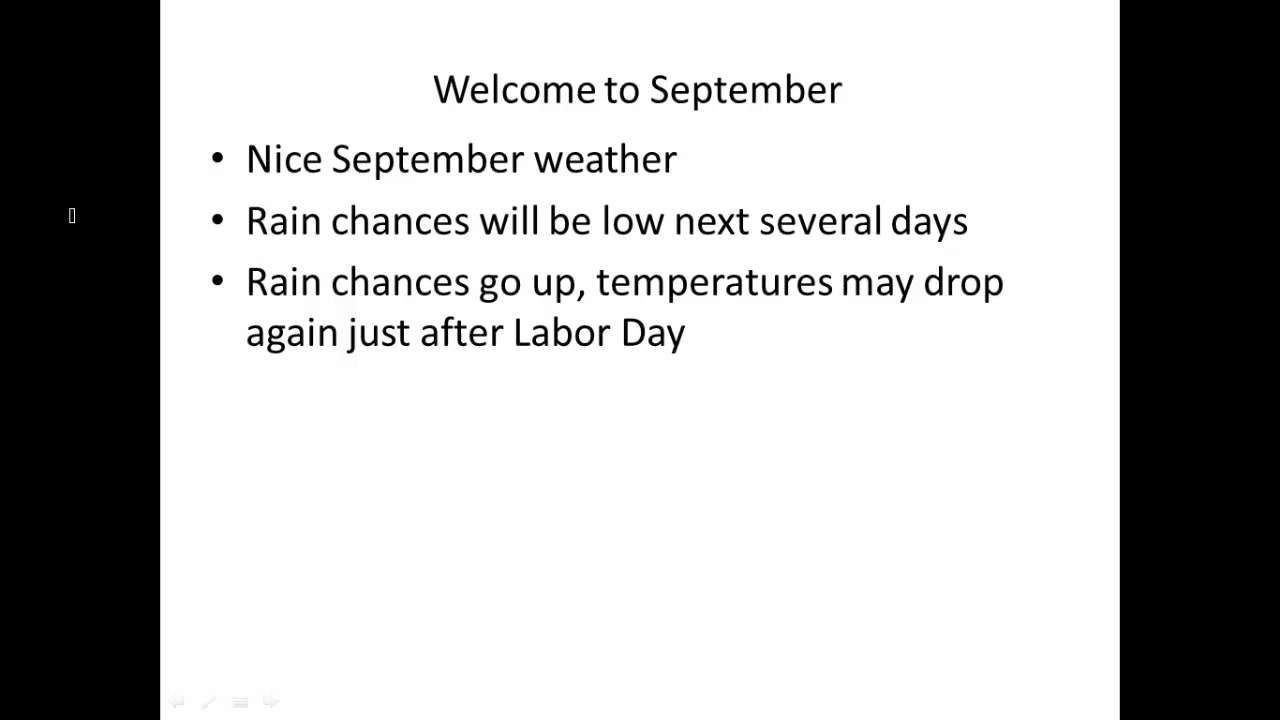 Welcome to September
• Nice September weather
• Rain chances will be low next several days
• Rain chances go up, temperatures may drop
again just after Labor Day